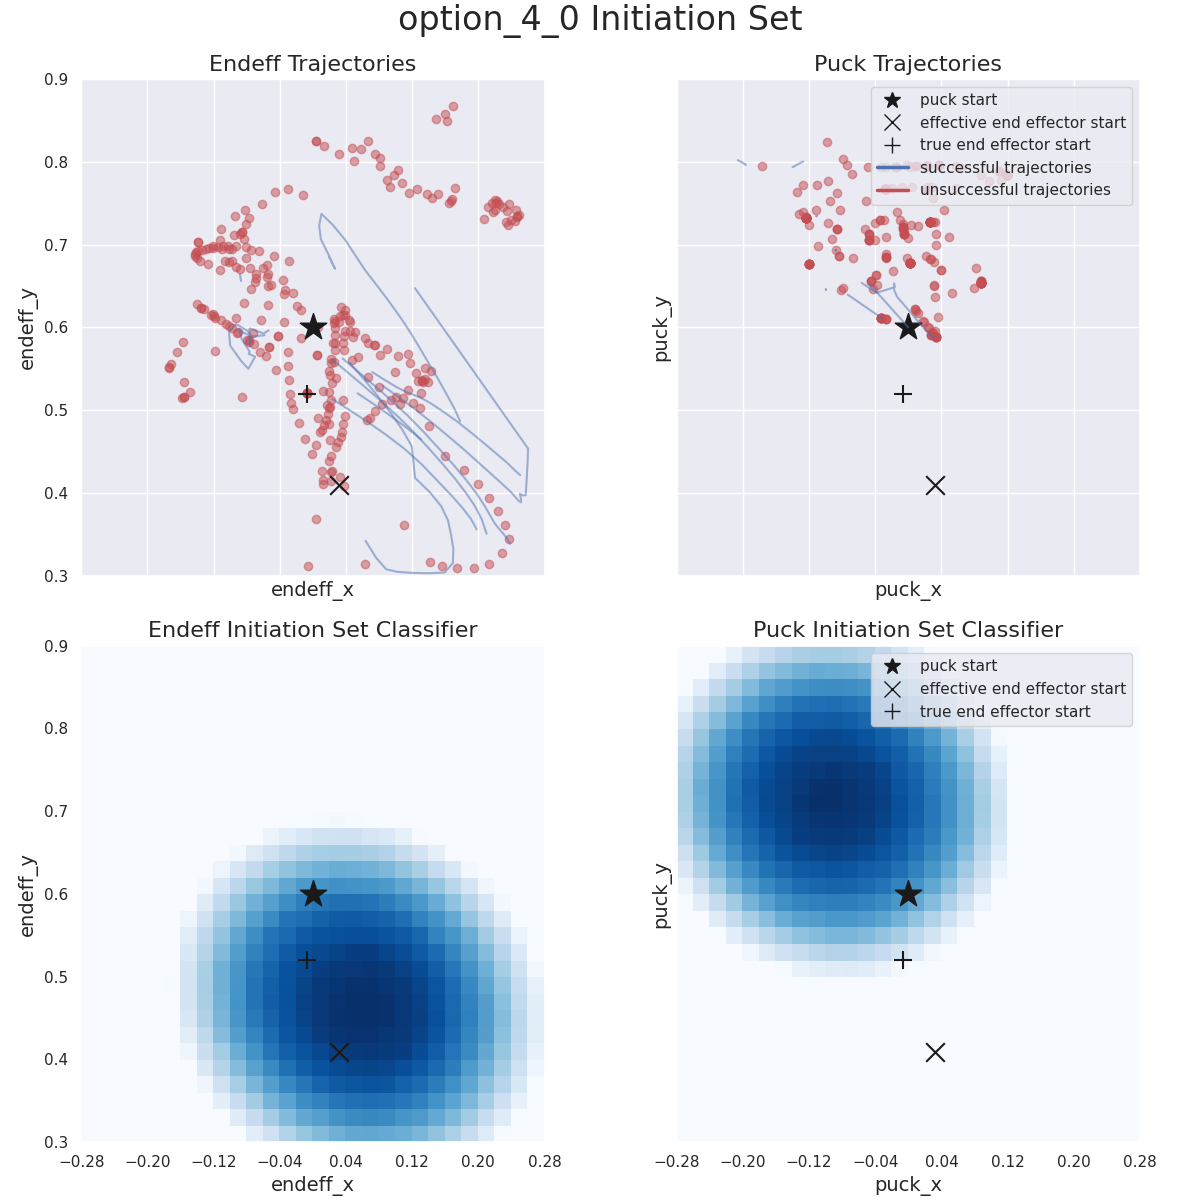 option_4_0 Initiation Set
Endeff Trajectories
Puck Trajectories
0.9
0.8
0.7
0.6
0.5
0.4
0.3
endeff_y
endeff_x
puck_y
puck_x
puck start
effective end effector start
true end effector start
successful trajectories
unsuccessful trajectories
Endeff Initiation Set Classifier
Puck Initiation Set Classifier
0.9
0.8
0.7
0.6
0.5
0.4
0.3
endeff_y
−0.28 −0.20 −0.12 −0.04 0.04 0.12 0.20 0.28
endeff_x
puck_y
puck start
effective end effector start
true end effector start
−0.28 −0.20 −0.12 −0.04 0.04 0.12 0.20 0.28
puck_x